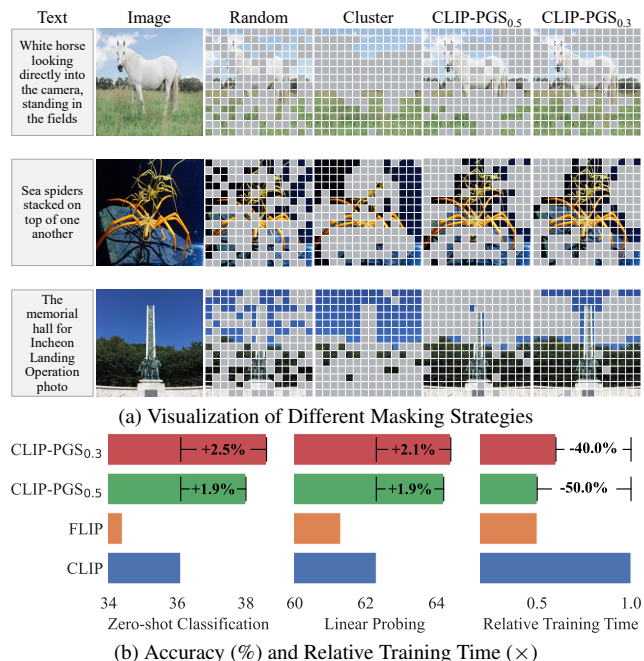 Text Image Random Cluster CLIP-PGS0.5 CLIP-PGS0.3
White horse
looking
directly into
the camera,
standing in
the fields
Sea spiders
stacked on
top of one
another
The
memorial
hall for
Incheon
Landing
Operation
photo
(a) Visualization of Different Masking Strategies
CLIP-PGS0.3 +2.5% +2.1% -40.0%
CLIP-PGS0.5 +1.9% +1.9% -50.0%
FLIP
CLIP
34 36 38 60 62 64 0.5 1.0
Zero-shot Classification Linear Probing Relative Training Time
(b) Accuracy (%) and Relative Training Time (×)